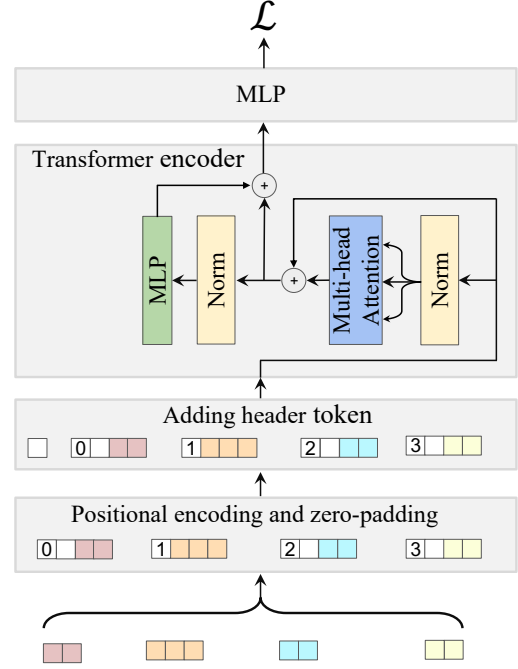 ℒ
MLP
Transformer encoder
+
MLP
Norm
+
Multi-head
Attention
Norm
Adding header token
0 1 2 3
Positional encoding and zero-padding
0 1 2 3